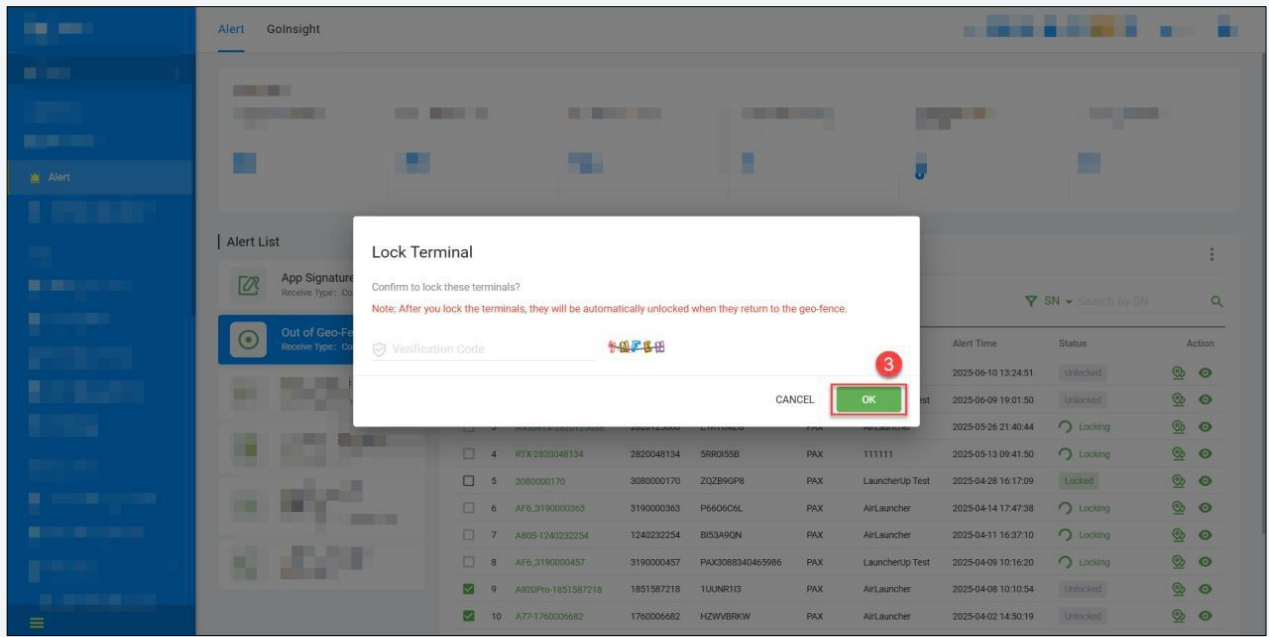 Alert GoInsight
Alert
Alert List
App Signature
Receive Type: Co
Out of Geo-Fe
Receive Type: Co
Lock Terminal
Confirm to lock these terminals?
Note: After you lock the terminals, they will be automatically unlocked when they return to the geo-fence.
Verification Code
3
CANCEL OK
SN Search by SN
Alert Time Status Action
2025-06-10 13:24:51 Unlocked
est 2025-06-09 19:01:50 Unlocked
PAX AirLauncher 2025-05-26 21:40:44 Locking
4 RTX-2820048134 2820048134 5RR0I55B PAX 111111 2025-05-13 09:41:50 Locking
5 3080000170 3080000170 ZQZB9GP8 PAX LauncherUp Test 2025-04-28 16:17:09 Locked
6 AF6_3190000363 3190000363 P66O6C6L PAX AirLauncher 2025-04-14 17:47:38 Locking
7 A80S-1240232254 1240232254 BI53A9QN PAX AirLauncher 2025-04-11 16:37:10 Locking
8 AF6_3190000457 3190000457 PAX3088340465986 PAX LauncherUp Test 2025-04-09 10:16:20 Locking
9 A920Pro-1851587218 1851587218 1UUNR1I3 PAX AirLauncher 2025-04-08 10:10:54 Unlocked
10 A77-1760006682 1760006682 HZWVBRKW PAX AirLauncher 2025-04-02 14:50:19 Unlocked